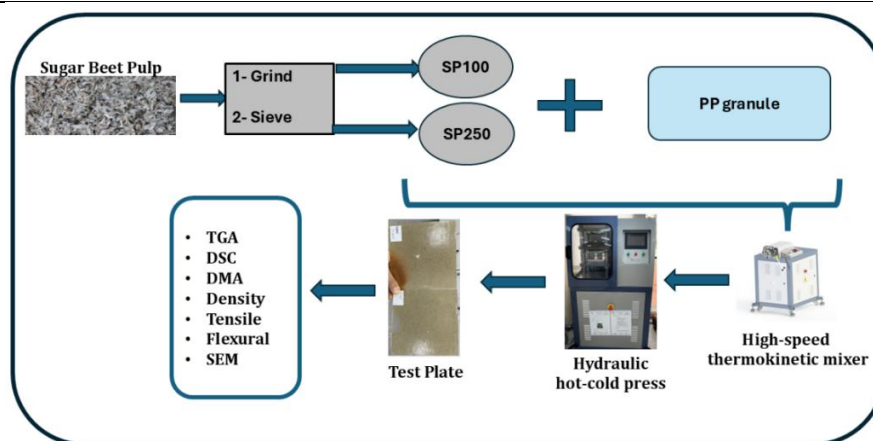 Sugar Beet Pulp
1- Grind
2- Sieve
SP100
SP250
PP granule
• TGA
• DSC
• DMA
• Density
• Tensile
• Flexural
• SEM
Test Plate
Hydraulic
hot-cold press
High-speed
thermokinetic mixer